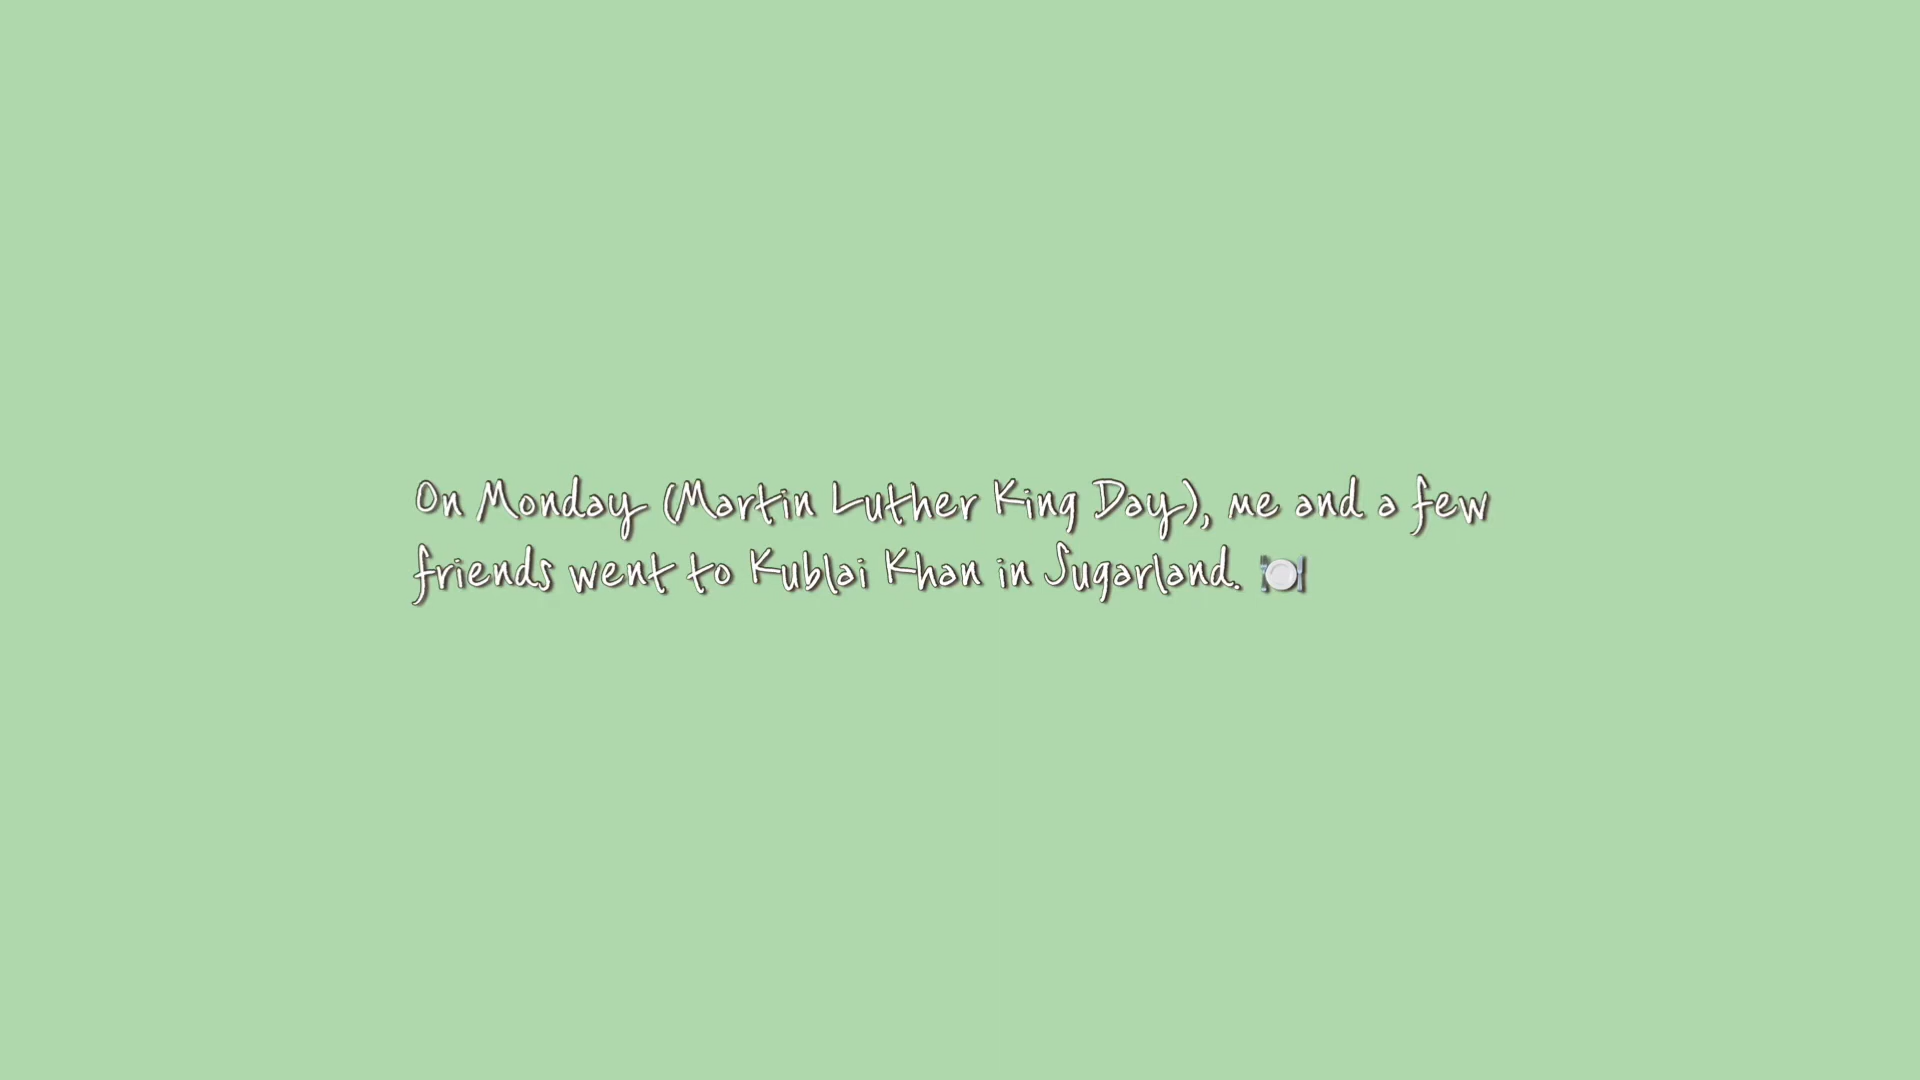 On Monday (Martin Luther King Day), me and a few
friends went to Kublai Khan in Sugarland. 🍽️